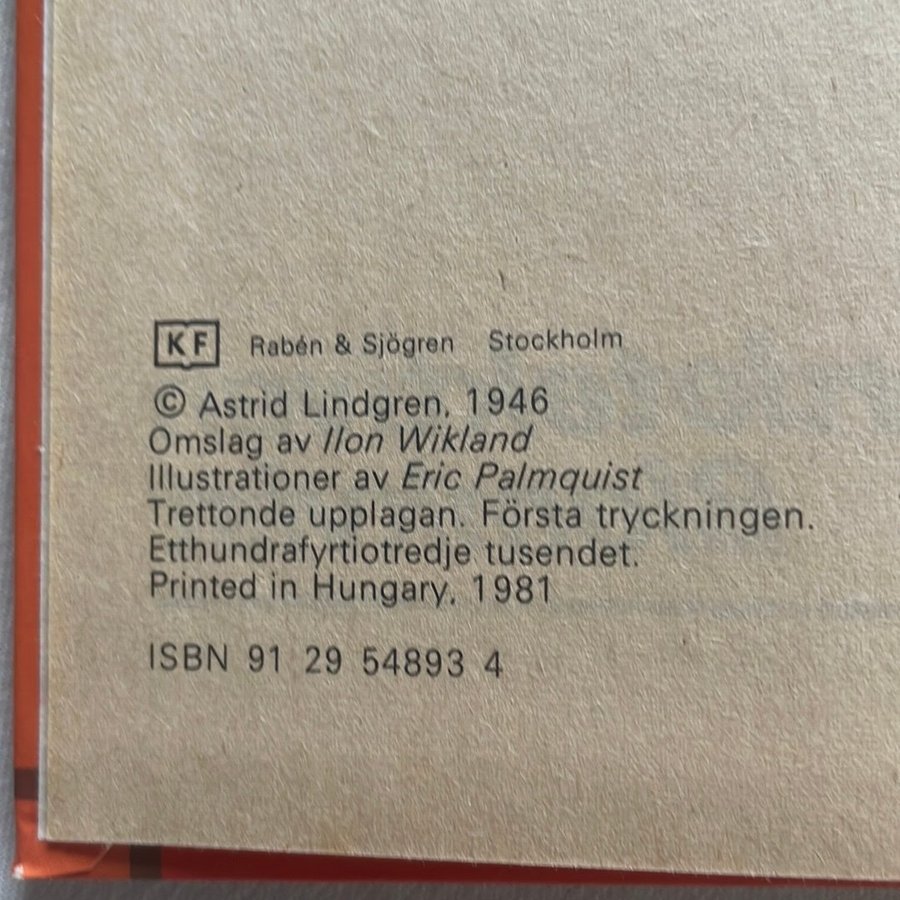 KF Rabén & Sjögren Stockholm
© Astrid Lindgren, 1946
Omslag av Ilon Wikland
Illustrationer av Eric Palmquist
Trettonde upplagan. Första tryckningen.
Etthundrafyrtiotredje tusendet.
Printed in Hungary, 1981
ISBN 91 29 54893 4